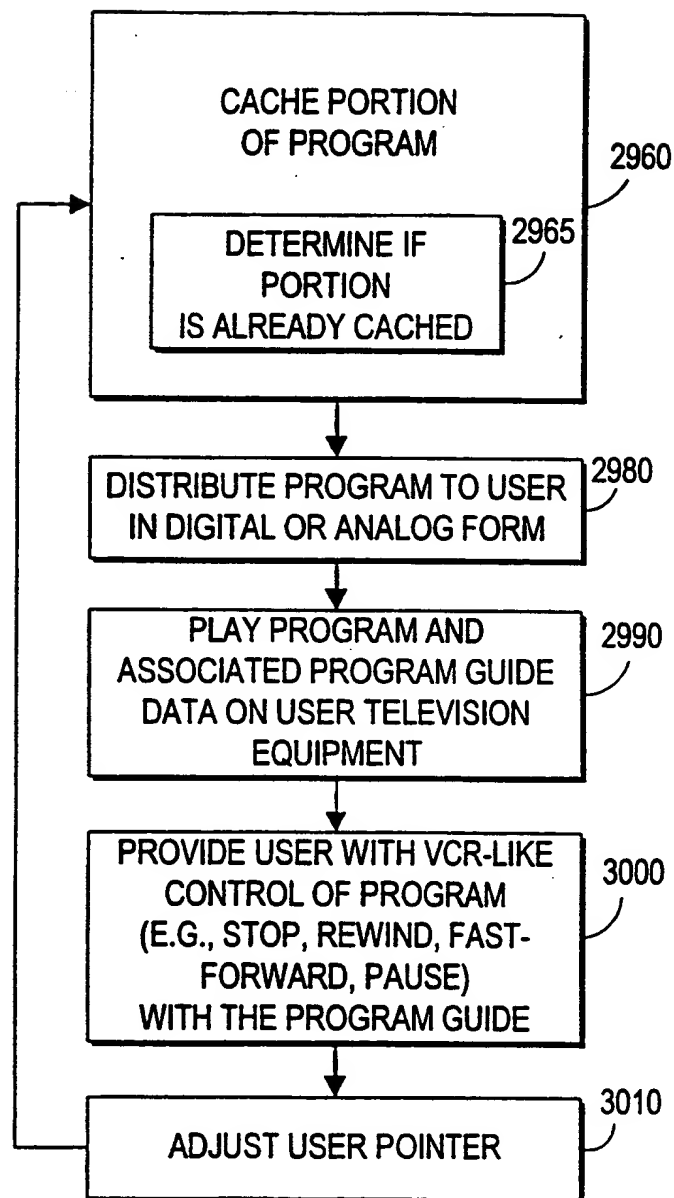 CACHE PORTION
OF PROGRAM
2960
2965
DETERMINE IF
PORTION
IS ALREADY CACHED
DISTRIBUTE PROGRAM TO USER
IN DIGITAL OR ANALOG FORM
2980
PLAY PROGRAM AND
ASSOCIATED PROGRAM GUIDE
DATA ON USER TELEVISION
EQUIPMENT
2990
PROVIDE USER WITH VCR-LIKE
CONTROL OF PROGRAM
(E.G., STOP, REWIND, FAST-
FORWARD, PAUSE)
WITH THE PROGRAM GUIDE
3000
ADJUST USER POINTER
3010